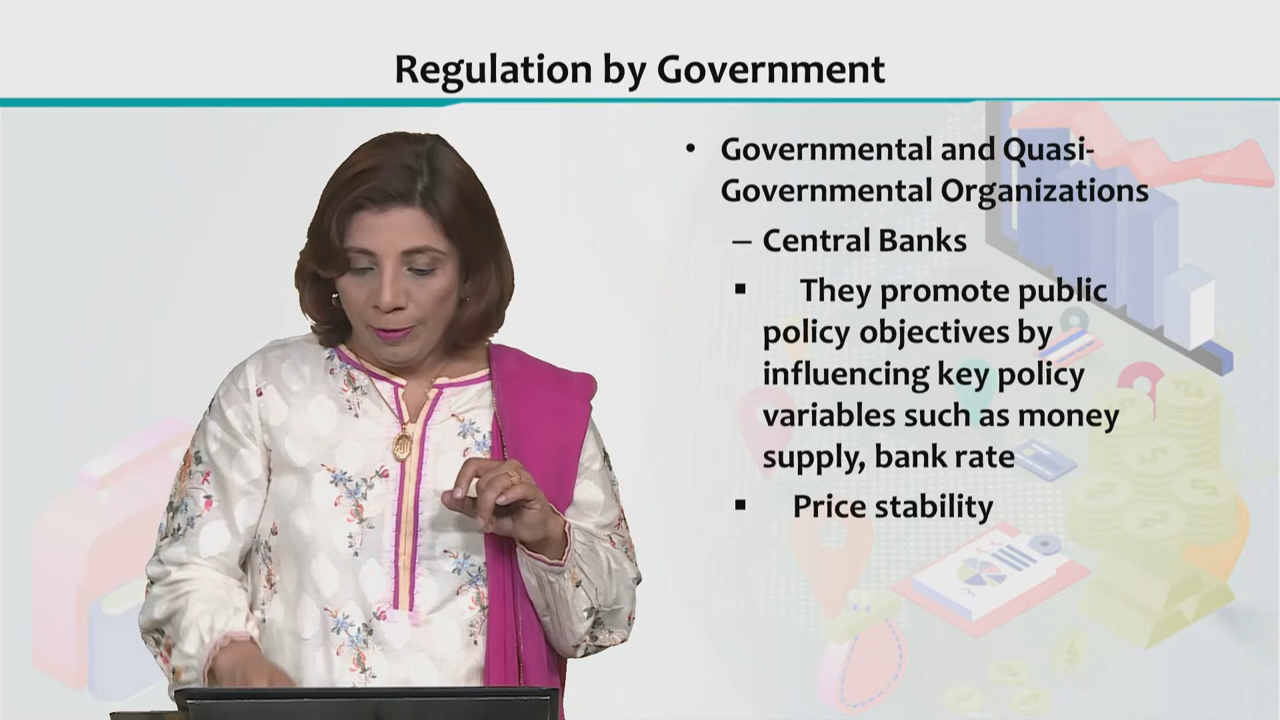 Regulation by Government
• Governmental and Quasi-
Governmental Organizations
– Central Banks
▪ They promote public
policy objectives by
influencing key policy
variables such as money
supply, bank rate
▪ Price stability